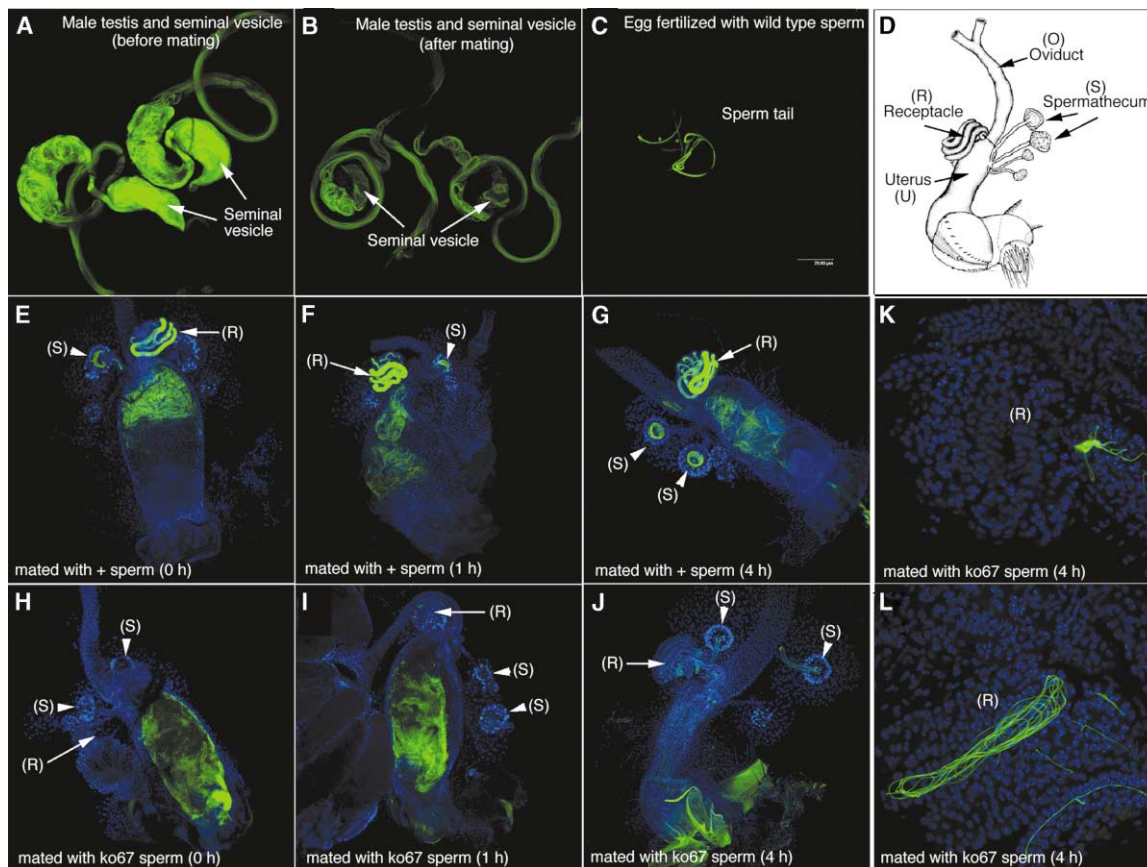 A
Male testis and seminal vesicle
(before mating)
Seminal
vesicle
B
Male testis and seminal vesicle
(after mating)
Seminal vesicle
C
Egg fertilized with wild type sperm
Sperm tail
D
(O)
Oviduct
(S)
Spermathecum
(R)
Receptacle
Uterus
(U)
E
(R)
(S)
mated with + sperm (0 h)
F
(S)
(R)
mated with + sperm (1 h)
G
(R)
(S)
(S)
mated with + sperm (4 h)
K
(R)
mated with ko67 sperm (4 h)
H
(S)
(S)
(R)
mated with ko67 sperm (0 h)
I
(R)
(S)
(S)
mated with ko67 sperm (1 h)
J
(S)
(S)
(R)
mated with ko67 sperm (4 h)
L
(R)
mated with ko67 sperm (4 h)